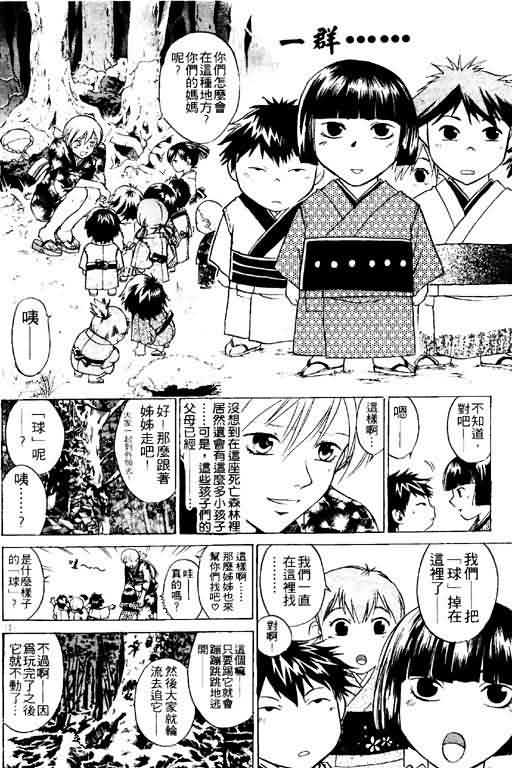 一群……
你們怎麼會
在這種地方？
你們的媽媽
呢？
咦
——
不知道，
對吧——
嗯——
這樣啊…
沒想到在這座死亡森林裡
居然還會有這麼多小孩子
……可是，這些孩子們的
父母已經
好！那麼跟著
姊姊走吧！
「球」呢
？
咦……？
我們把
「球」掉在
這裡了——
我們一直
在這裡找
對啊！
這樣啊……
那麼姊姊也來
幫你們找吧♡
哇——
真的嗎？
是什麼樣子
的「球」？
這個嘛……
只要踢它就會
蹦蹦跳跳地逃
開
然後大家就輪
流去追它——
不過啊——因
為玩完了之後
它就不動了——